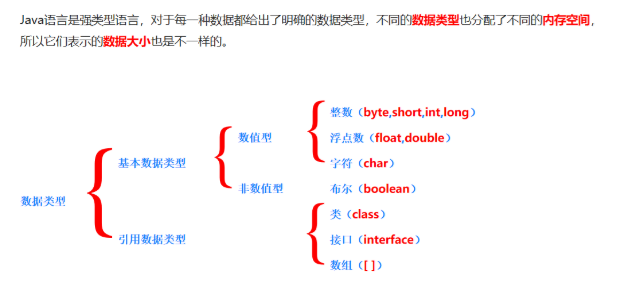 Java语言是强类型语言，对于每一种数据都给出了明确的数据类型，不同的数据类型也分配了不同的内存空间，
所以它们表示的数据大小也是不一样的。
整数（byte,short,int,long）
数值型
浮点数（float,double）
基本数据类型
字符（char）
非数值型
布尔（boolean）
数据类型
类（class）
引用数据类型
接口（interface）
数组（[ ]）